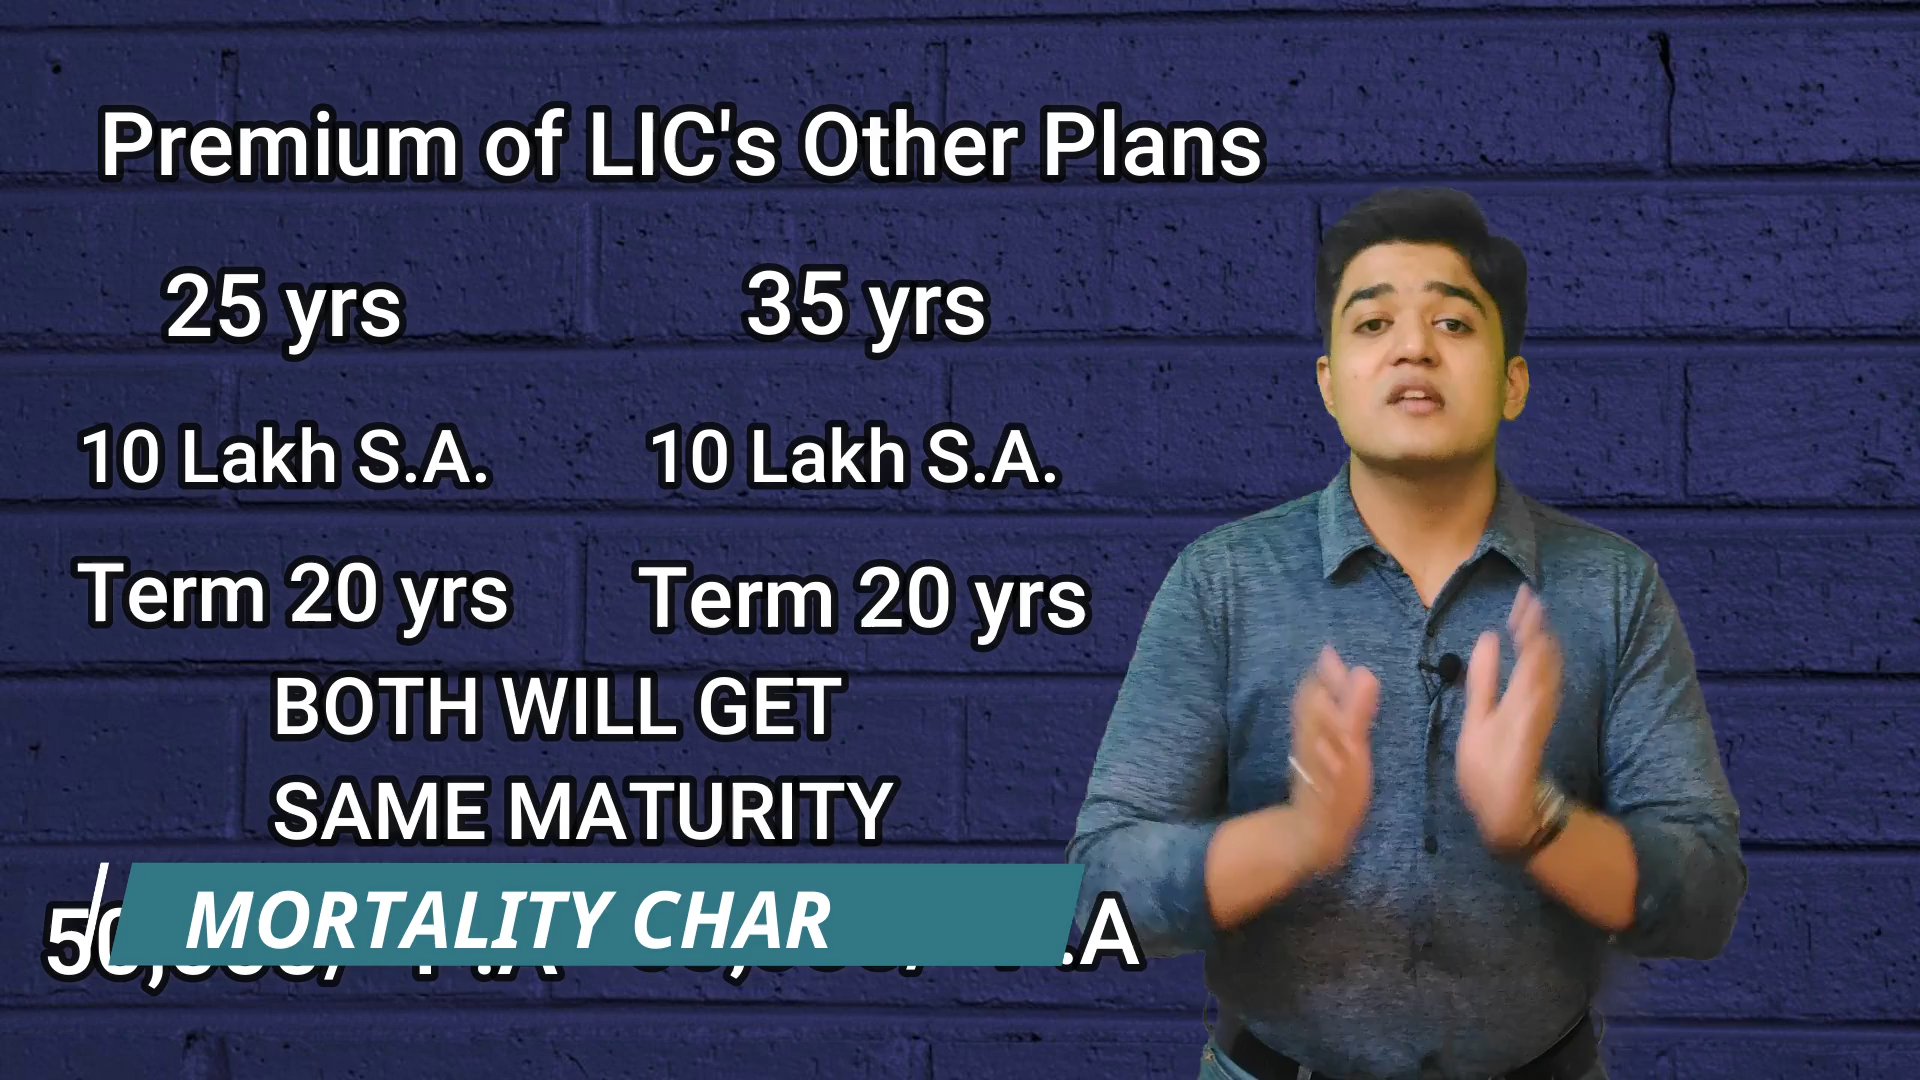 Premium of LIC's Other Plans
25 yrs 35 yrs
10 Lakh S.A. 10 Lakh S.A.
Term 20 yrs Term 20 yrs
BOTH WILL GET
SAME MATURITY
MORTALITY CHAR